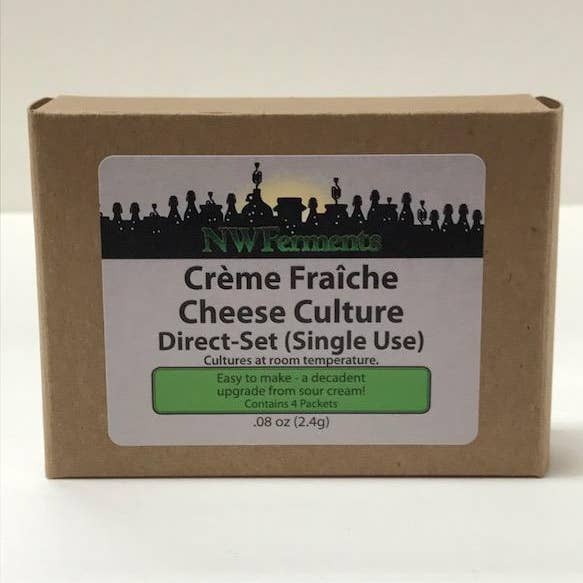 NWFerments
Crème Fraîche
Cheese Culture
Direct-Set (Single Use)
Cultures at room temperature.
Easy to make - a decadent
upgrade from sour cream!
Contains 4 Packets
.08 oz (2.4g)